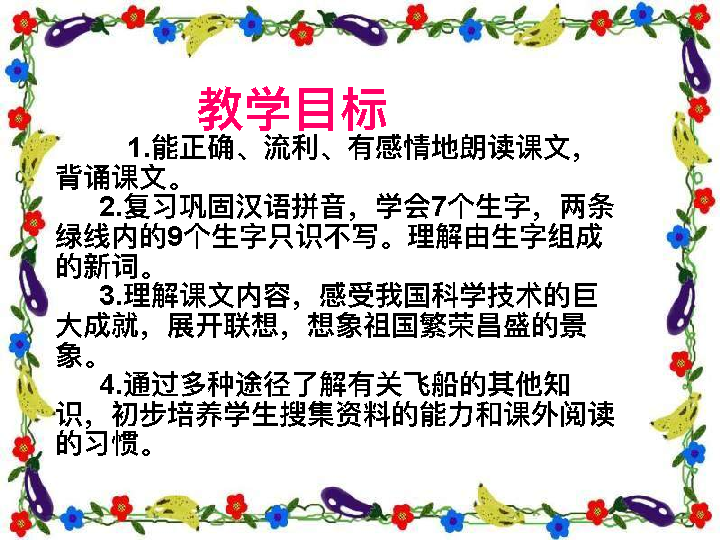 教学目标
1.能正确、流利、有感情地朗读课文，
背诵课文。
2.复习巩固汉语拼音，学会7个生字，两条
绿线内的9个生字只识不写。理解由生字组成
的新词。
3.理解课文内容，感受我国科学技术的巨
大成就，展开联想，想象祖国繁荣昌盛的景
象。
4.通过多种途径了解有关飞船的其他知
识，初步培养学生搜集资料的能力和课外阅读
的习惯。